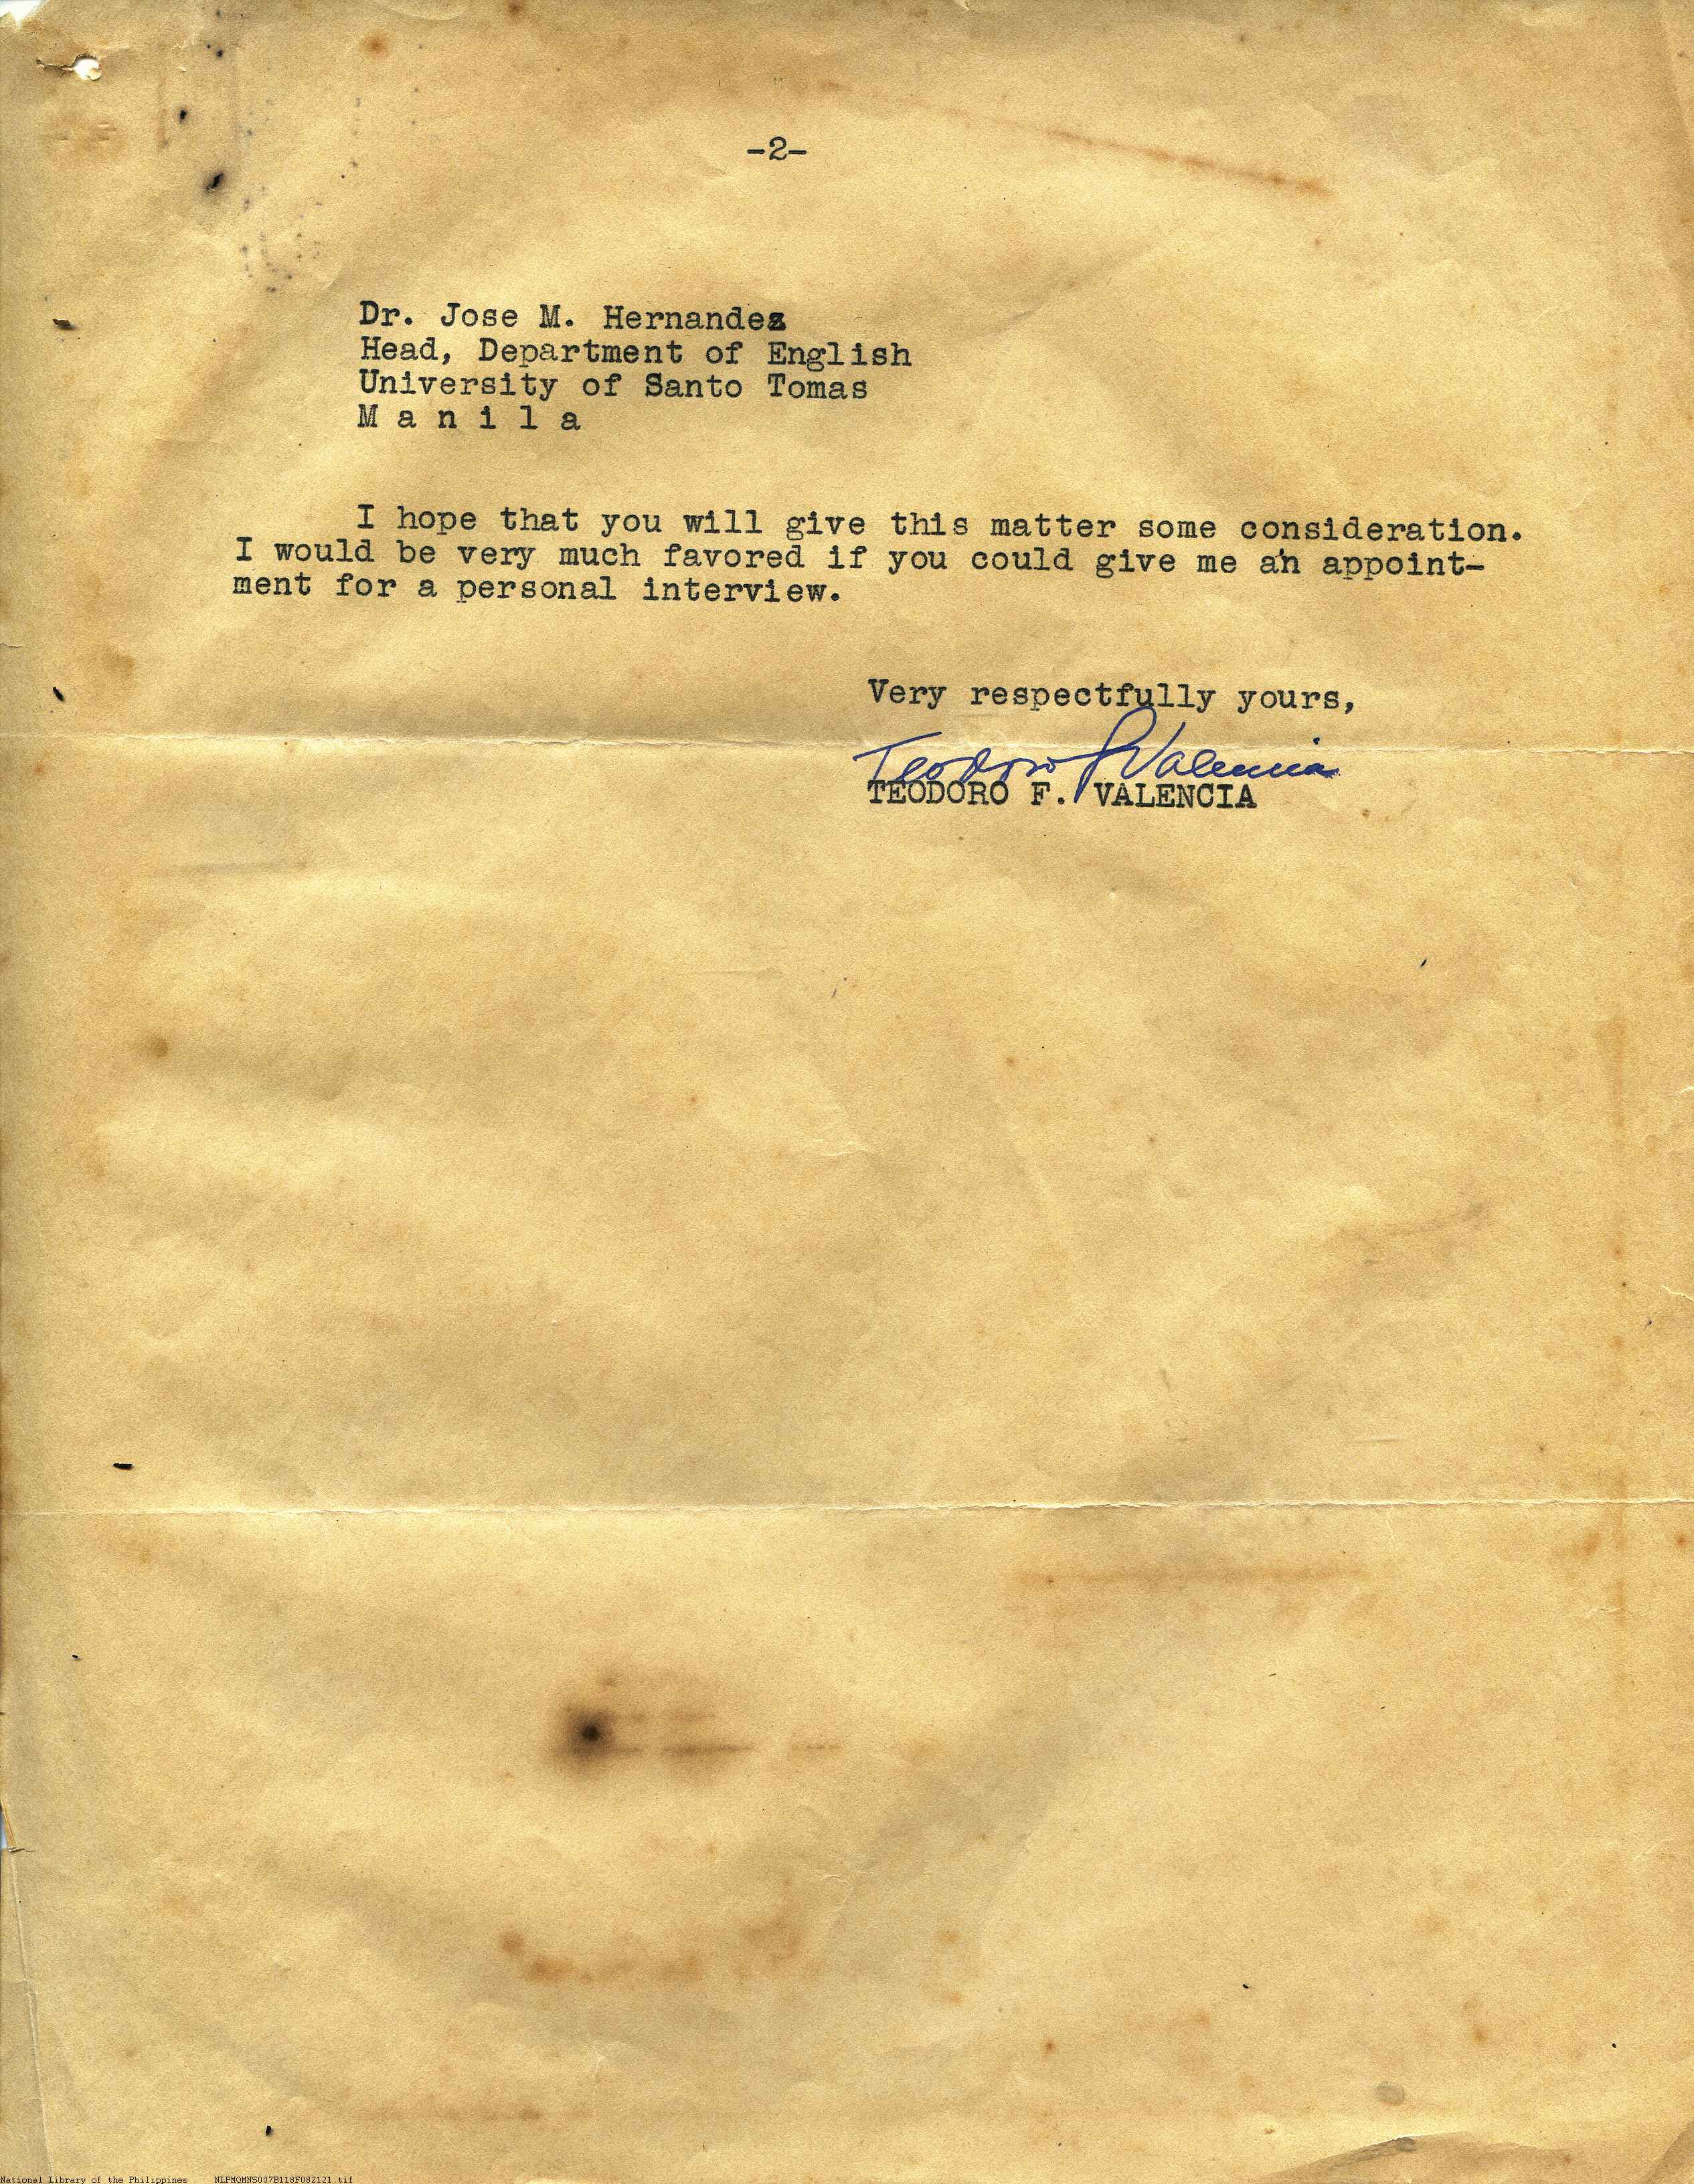 -2-
Dr. Jose M. Hernandez
Head, Department of English
University of Santo Tomas
M a n i l a
I hope that you will give this matter some consideration.
I would be very much favored if you could give me an appoint-
ment for a personal interview.
Very respectfully yours,
Teodoro F Valencia
TEODORO F. VALENCIA
National Library of the Philippines NLPMQMNS007B118F082121.tif